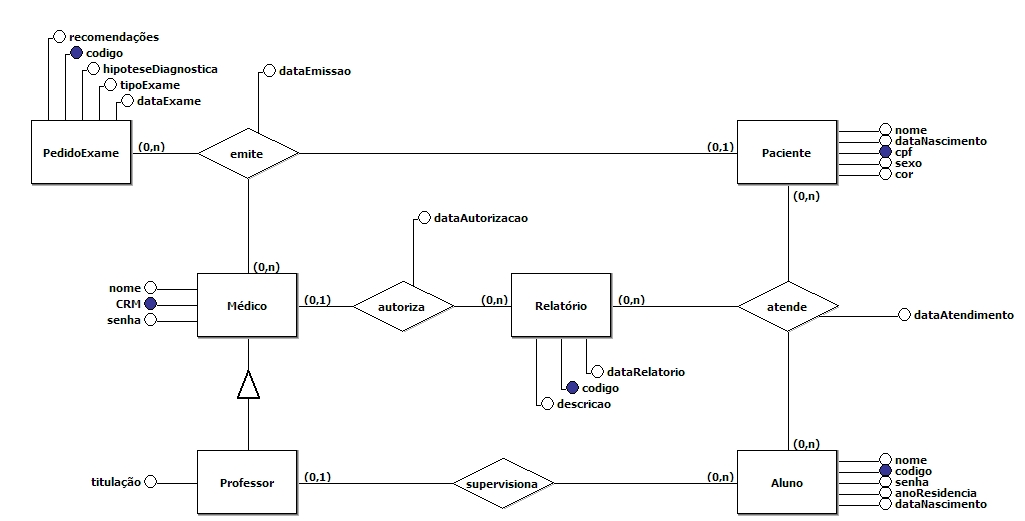 recomendações
codigo
hipoteseDiagnostica
tipoExame
dataExame
dataEmissao
PedidoExame
(0,n)
emite
(0,1)
Paciente
nome
dataNascimento
cpf
sexo
cor
(0,n)
dataAutorizacao
(0,n)
nome
CRM
senha
Médico
(0,1)
autoriza
(0,n)
Relatório
(0,n)
atende
dataAtendimento
dataRelatorio
codigo
descricao
(0,n)
titulação
Professor
(0,1)
supervisiona
(0,n)
Aluno
nome
codigo
senha
anoResidencia
dataNascimento